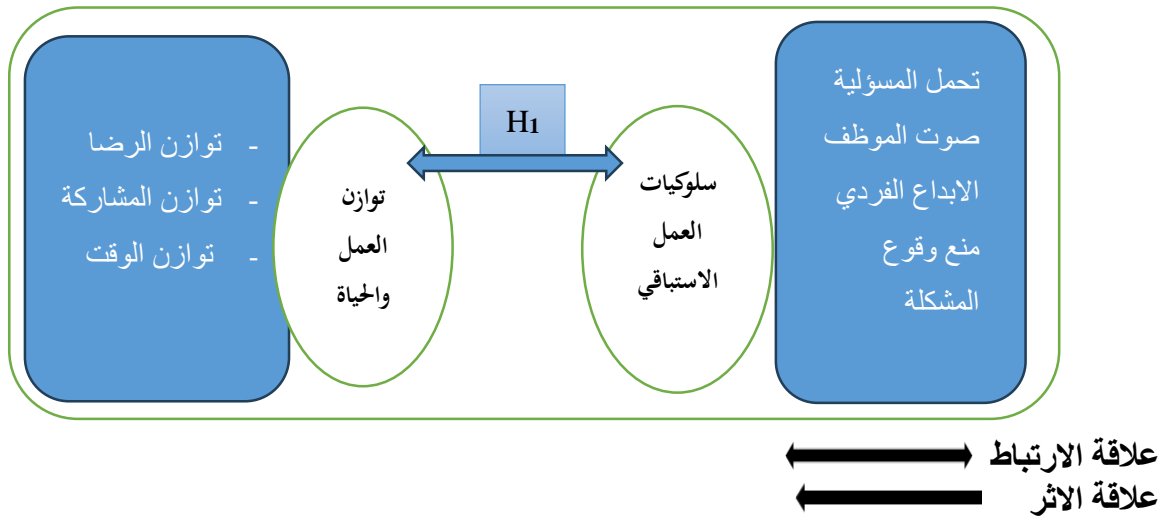 تحمل المسؤلية
صوت الموظف
الابداع الفردي
منع وقوع
المشكلة
سلوكيات
العمل
الاستباقي
H1
توازن
العمل
والحياة
- توازن الرضا
- توازن المشاركة
- توازن الوقت
علاقة الارتباط
علاقة الاثر